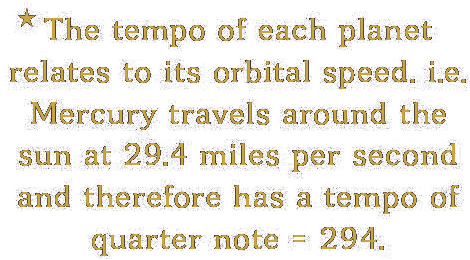 ★ The tempo of each planet
relates to its orbital speed. i.e.
Mercury travels around the
sun at 29.4 miles per second
and therefore has a tempo of
quarter note = 294.